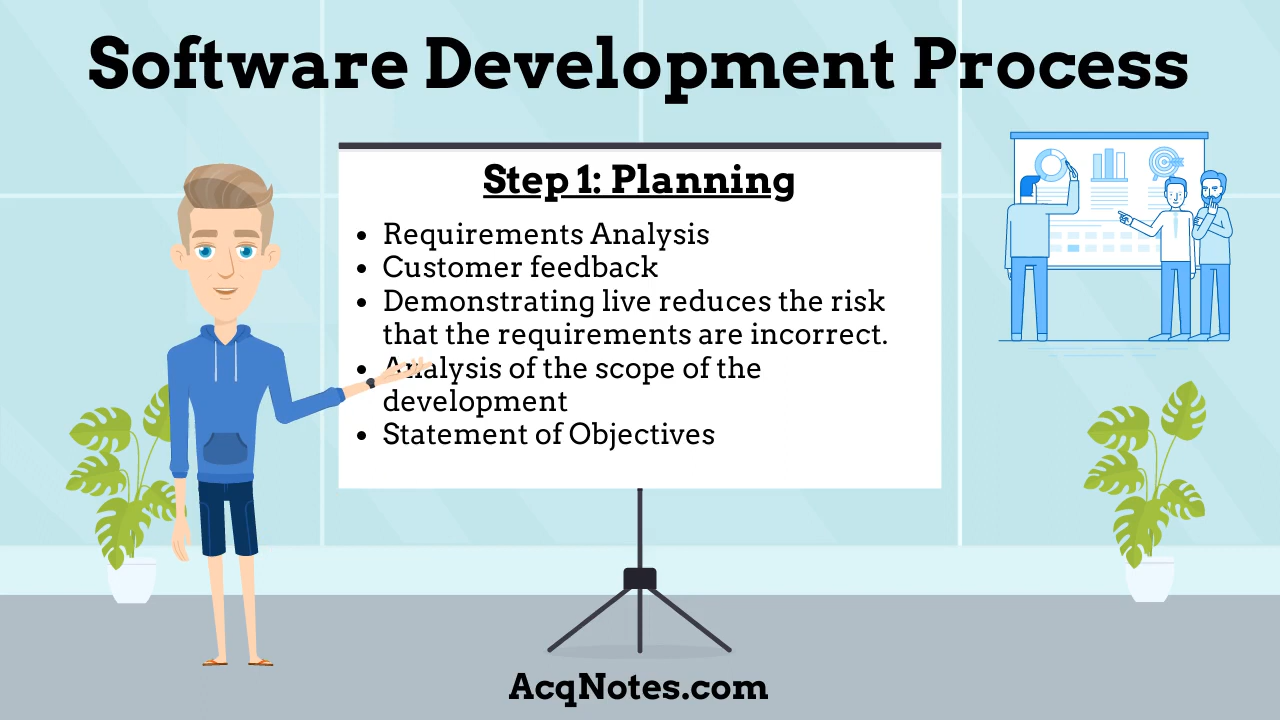 Software Development Process
Step 1: Planning
• Requirements Analysis
• Customer feedback
• Demonstrating live reduces the risk
that the requirements are incorrect.
• Analysis of the scope of the
development
• Statement of Objectives
AcqNotes.com